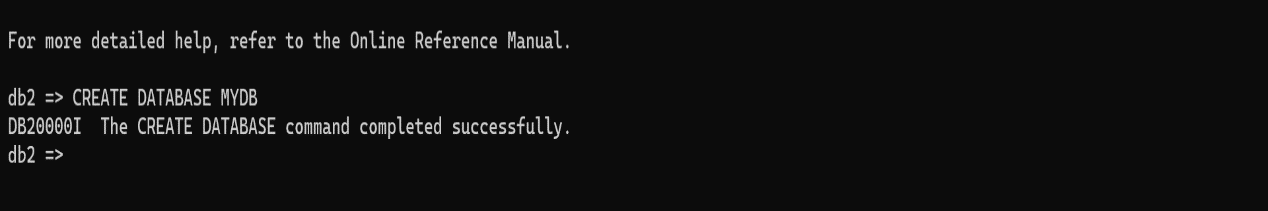 For more detailed help, refer to the Online Reference Manual.
db2 => CREATE DATABASE MYDB
DB20000I  The CREATE DATABASE command completed successfully.
db2 =>